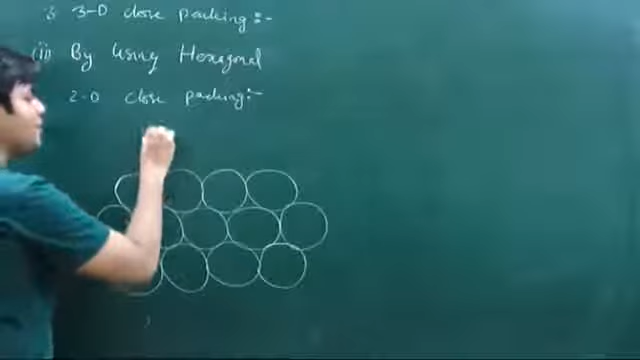 3-D close packing:-
(ii) By Using Hexagonal
2-D close packing:-